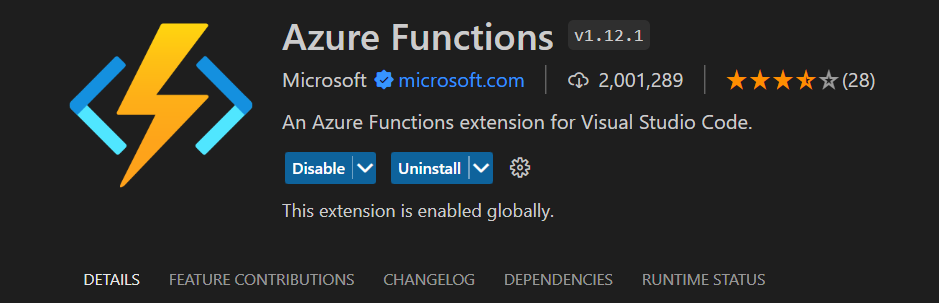 Azure Functions v1.12.1
Microsoft microsoft.com 2,001,289 (28)
An Azure Functions extension for Visual Studio Code.
Disable Uninstall
This extension is enabled globally.
DETAILS FEATURE CONTRIBUTIONS CHANGELOG DEPENDENCIES RUNTIME STATUS